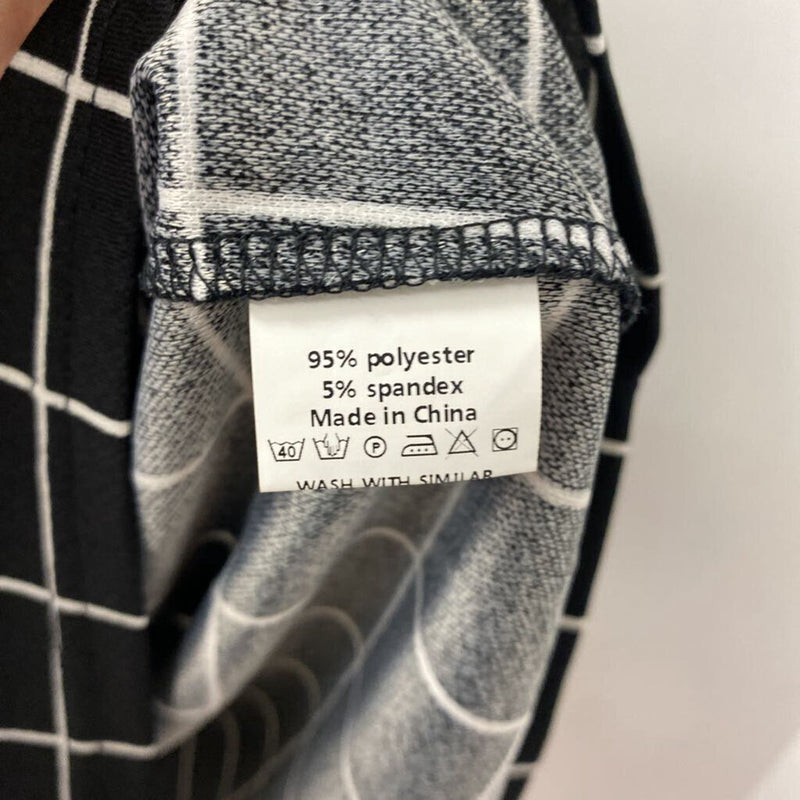 95% polyester
5% spandex
Made in China
40 P
WASH WITH SIMILAR